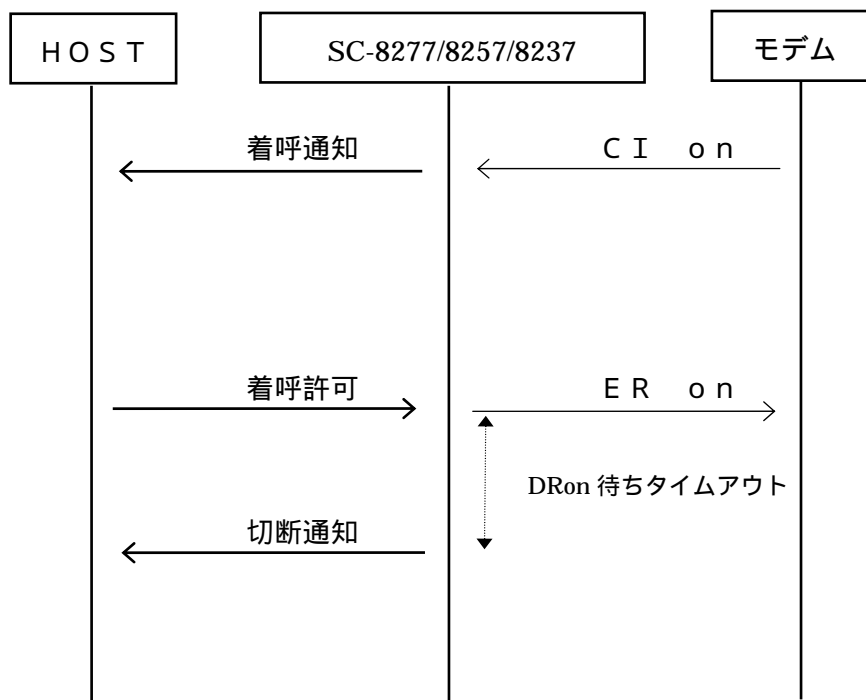 ＨＯＳＴ
SC-8277/8257/8237
モデム
着呼通知
ＣＩ　ｏｎ
着呼許可
ＥＲ　ｏｎ
DRon 待ちタイムアウト
切断通知